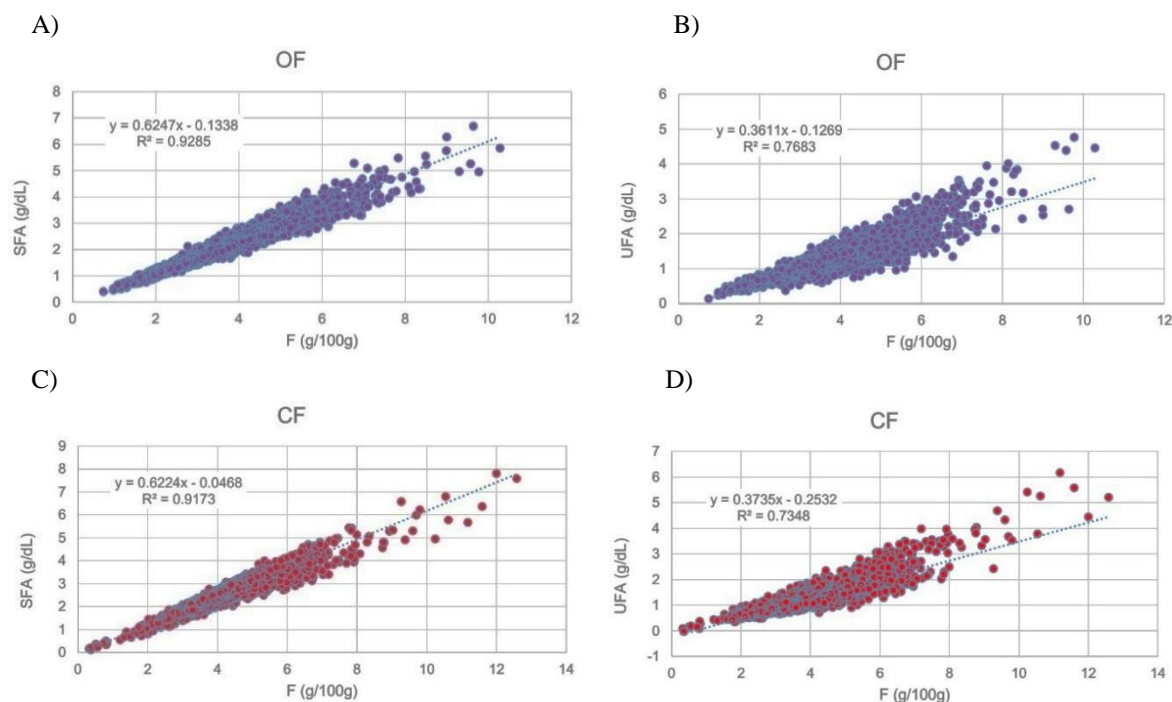 A)
OF
8
7
6
5
4
3
2
1
0
SFA (g/dL)
y = 0.6247x - 0.1338
R² = 0.9285
0 2 4 6 8 10 12
F (g/100g)
B)
OF
6
5
4
3
2
1
0
UFA (g/dL)
y = 0.3611x - 0.1269
R² = 0.7683
0 2 4 6 8 10 12
F (g/100g)
C)
CF
9
8
7
6
5
4
3
2
1
0
SFA (g/dL)
y = 0.6224x - 0.0468
R² = 0.9173
0 2 4 6 8 10 12 14
F (g/100g)
D)
CF
7
6
5
4
3
2
1
0
-1
UFA (g/dL)
y = 0.3735x - 0.2532
R² = 0.7348
0 2 4 6 8 10 12 14
F (g/100g)